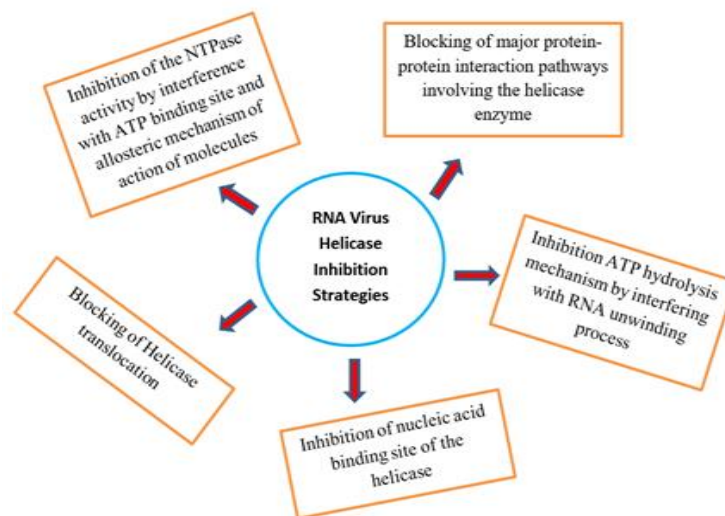 Inhibition of the NTPase
activity by interference
with ATP binding site and
allosteric mechanism of
action of molecules
Blocking of major protein-
protein interaction pathways
involving the helicase
enzyme
RNA Virus
Helicase
Inhibition
Strategies
Inhibition ATP hydrolysis
mechanism by interfering
with RNA unwinding
process
Blocking of Helicase
translocation
Inhibition of nucleic acid
binding site of the
helicase